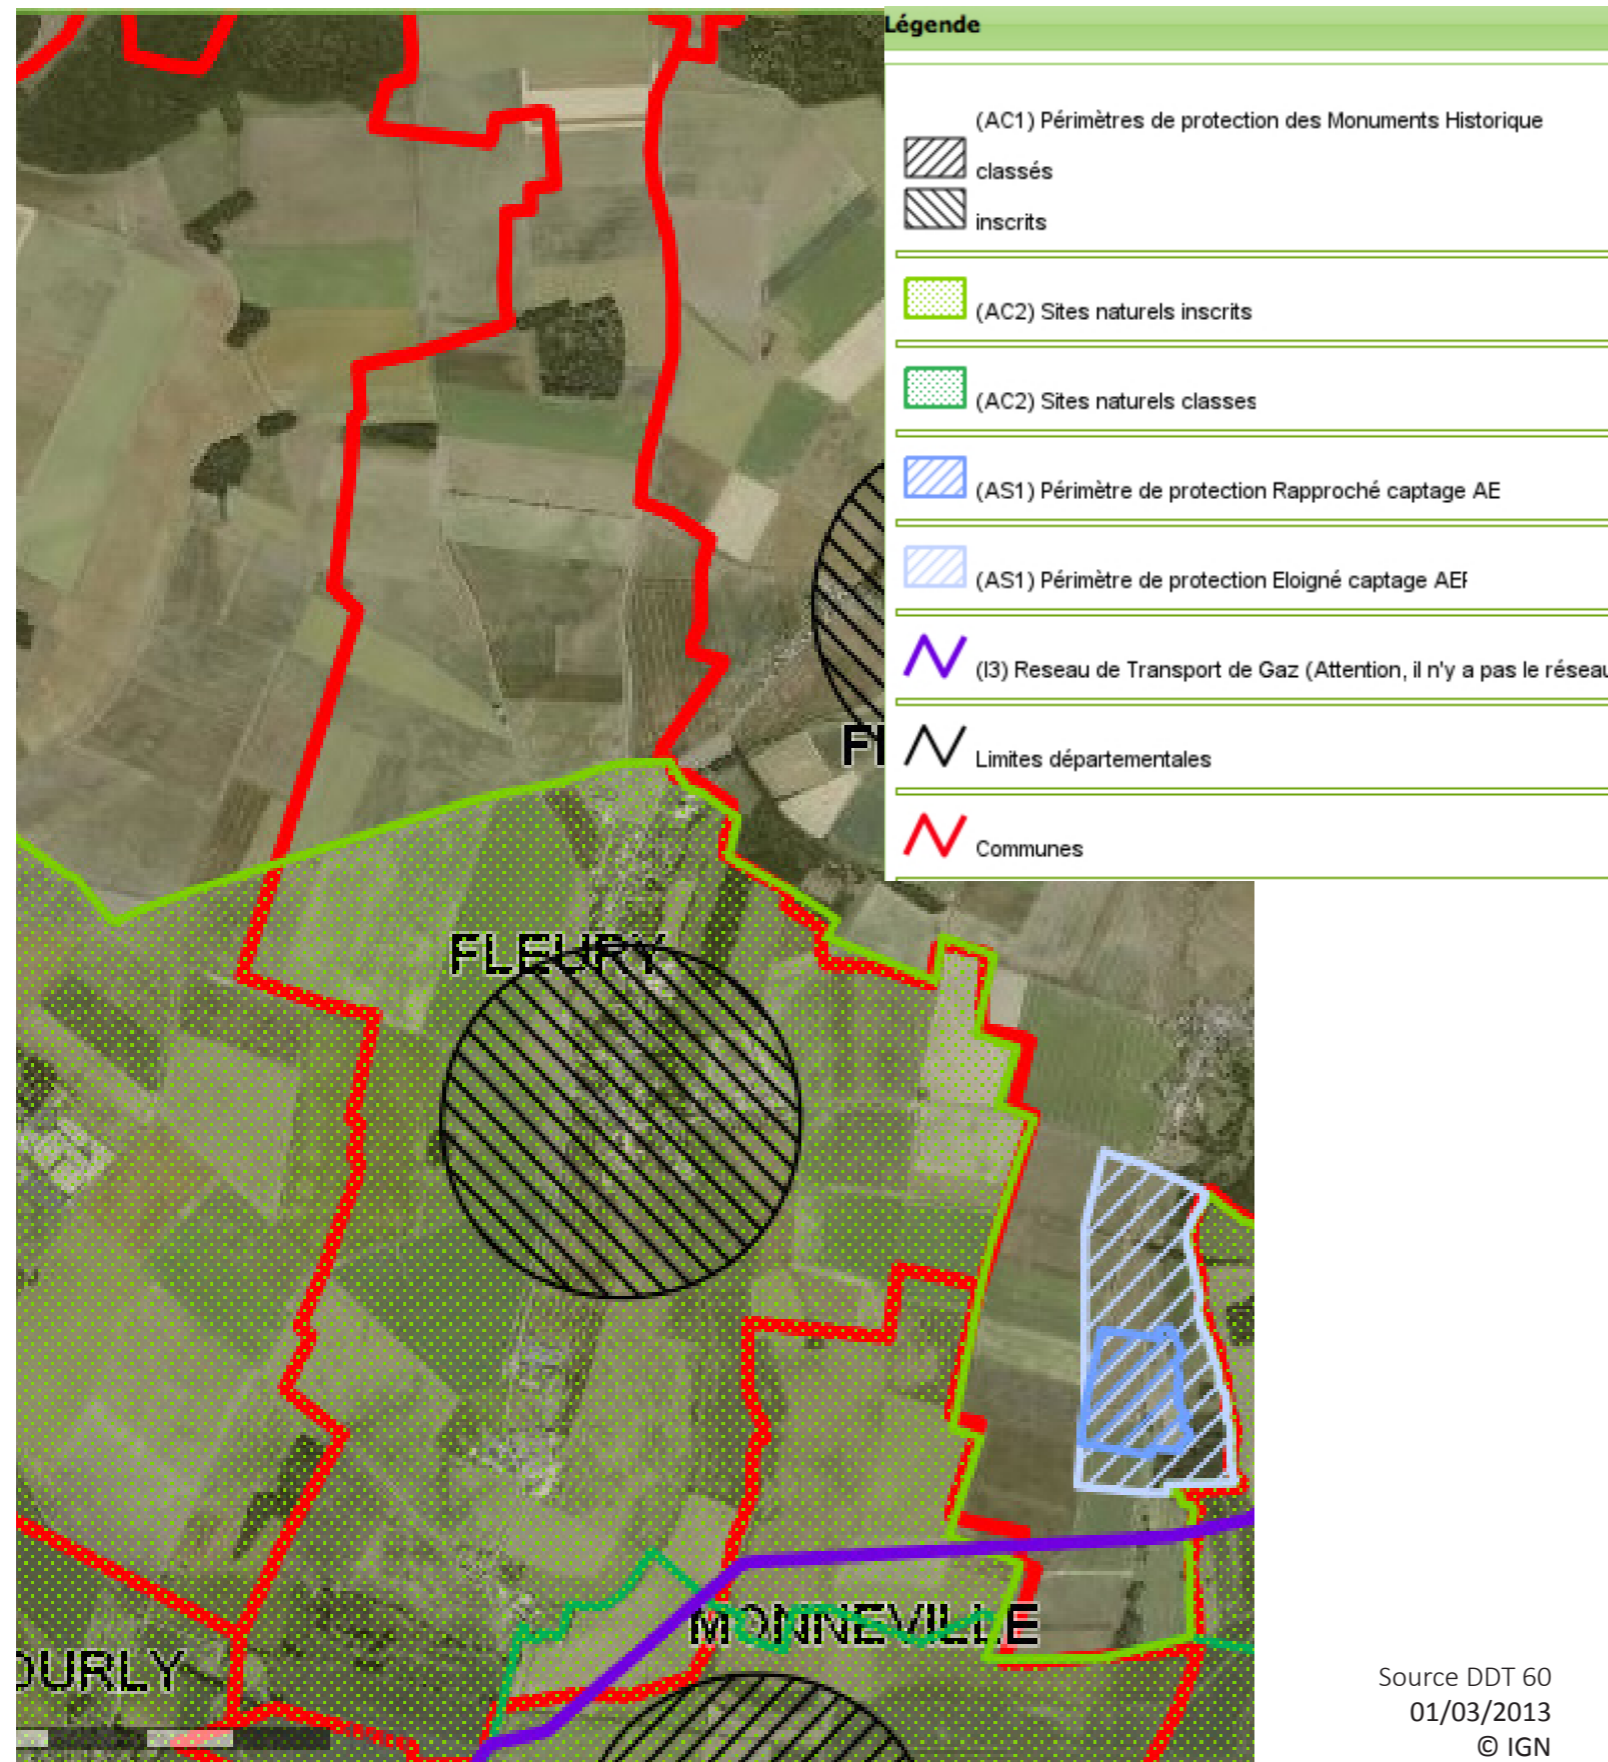 Légende
(AC1) Périmètres de protection des Monuments Historique
classés
inscrits
(AC2) Sites naturels inscrits
(AC2) Sites naturels classes
(AS1) Périmètre de protection Rapproché captage AE
(AS1) Périmètre de protection Eloigné captage AEF
(I3) Reseau de Transport de Gaz (Attention, il n'y a pas le réseau
Limites départementales
Communes
FLEURY
MONNEVILLE
OURLY
Source DDT 60
01/03/2013
© IGN